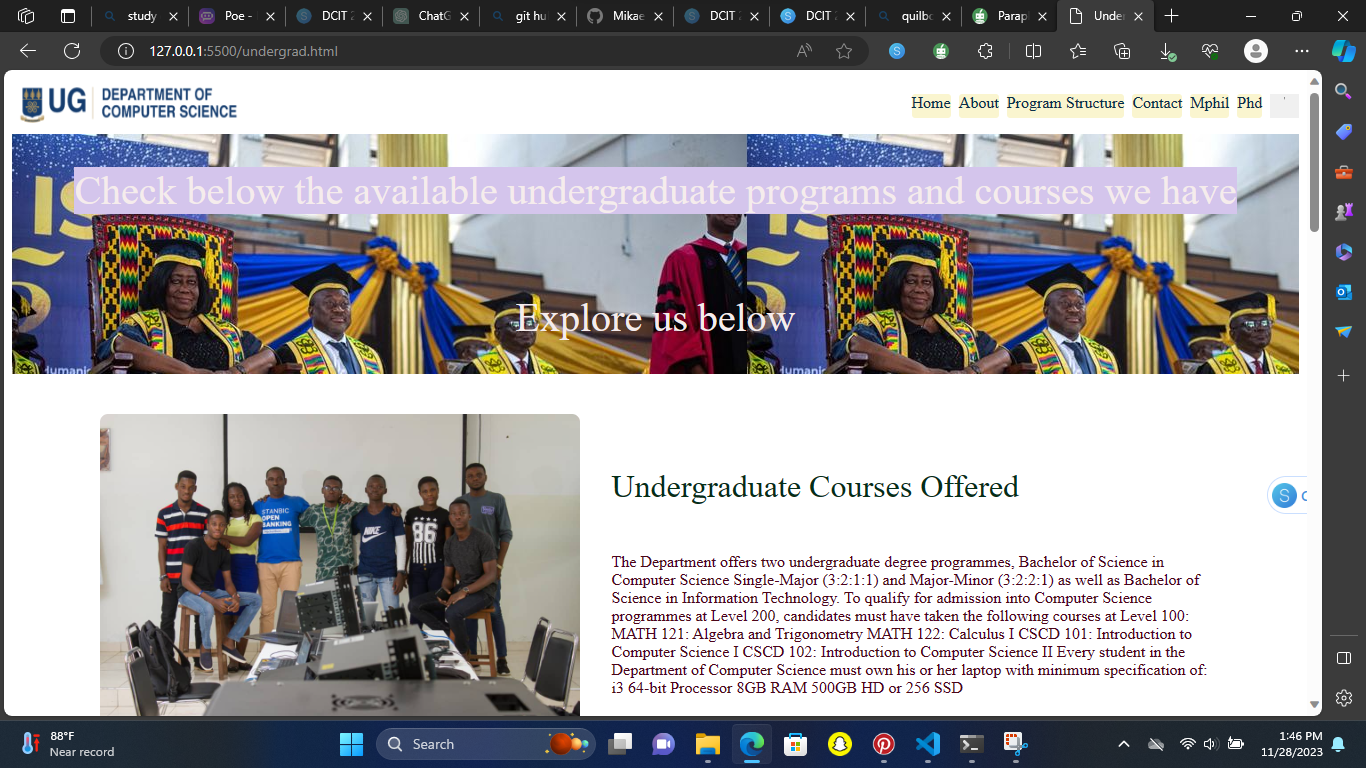 study
Poe -
DCIT 2
ChatG
git hu
Mikae
DCIT
DCIT
quilbo
Parap
Under
127.0.0.1:5500/undergrad.html
UG DEPARTMENT OF
COMPUTER SCIENCE
Home About Program Structure Contact Mphil Phd
Check below the available undergraduate programs and courses we have
Explore us below
STANBIC
OPEN
BANKING
NIKE
86
Undergraduate Courses Offered
The Department offers two undergraduate degree programmes, Bachelor of Science in
Computer Science Single-Major (3:2:1:1) and Major-Minor (3:2:2:1) as well as Bachelor of
Science in Information Technology. To qualify for admission into Computer Science
programmes at Level 200, candidates must have taken the following courses at Level 100:
MATH 121: Algebra and Trigonometry MATH 122: Calculus I CSCD 101: Introduction to
Computer Science I CSCD 102: Introduction to Computer Science II Every student in the
Department of Computer Science must own his or her laptop with minimum specification of:
i3 64-bit Processor 8GB RAM 500GB HD or 256 SSD
88°F
Near record
Search
1:46 PM
11/28/2023